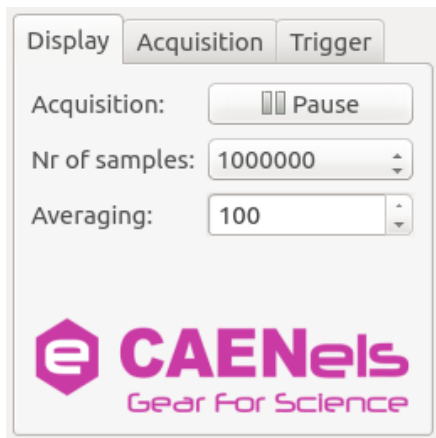 Display Acquisition Trigger
Acquisition: Pause
Nr of samples: 1000000
Averaging: 100
e CAENels
Gear For Science